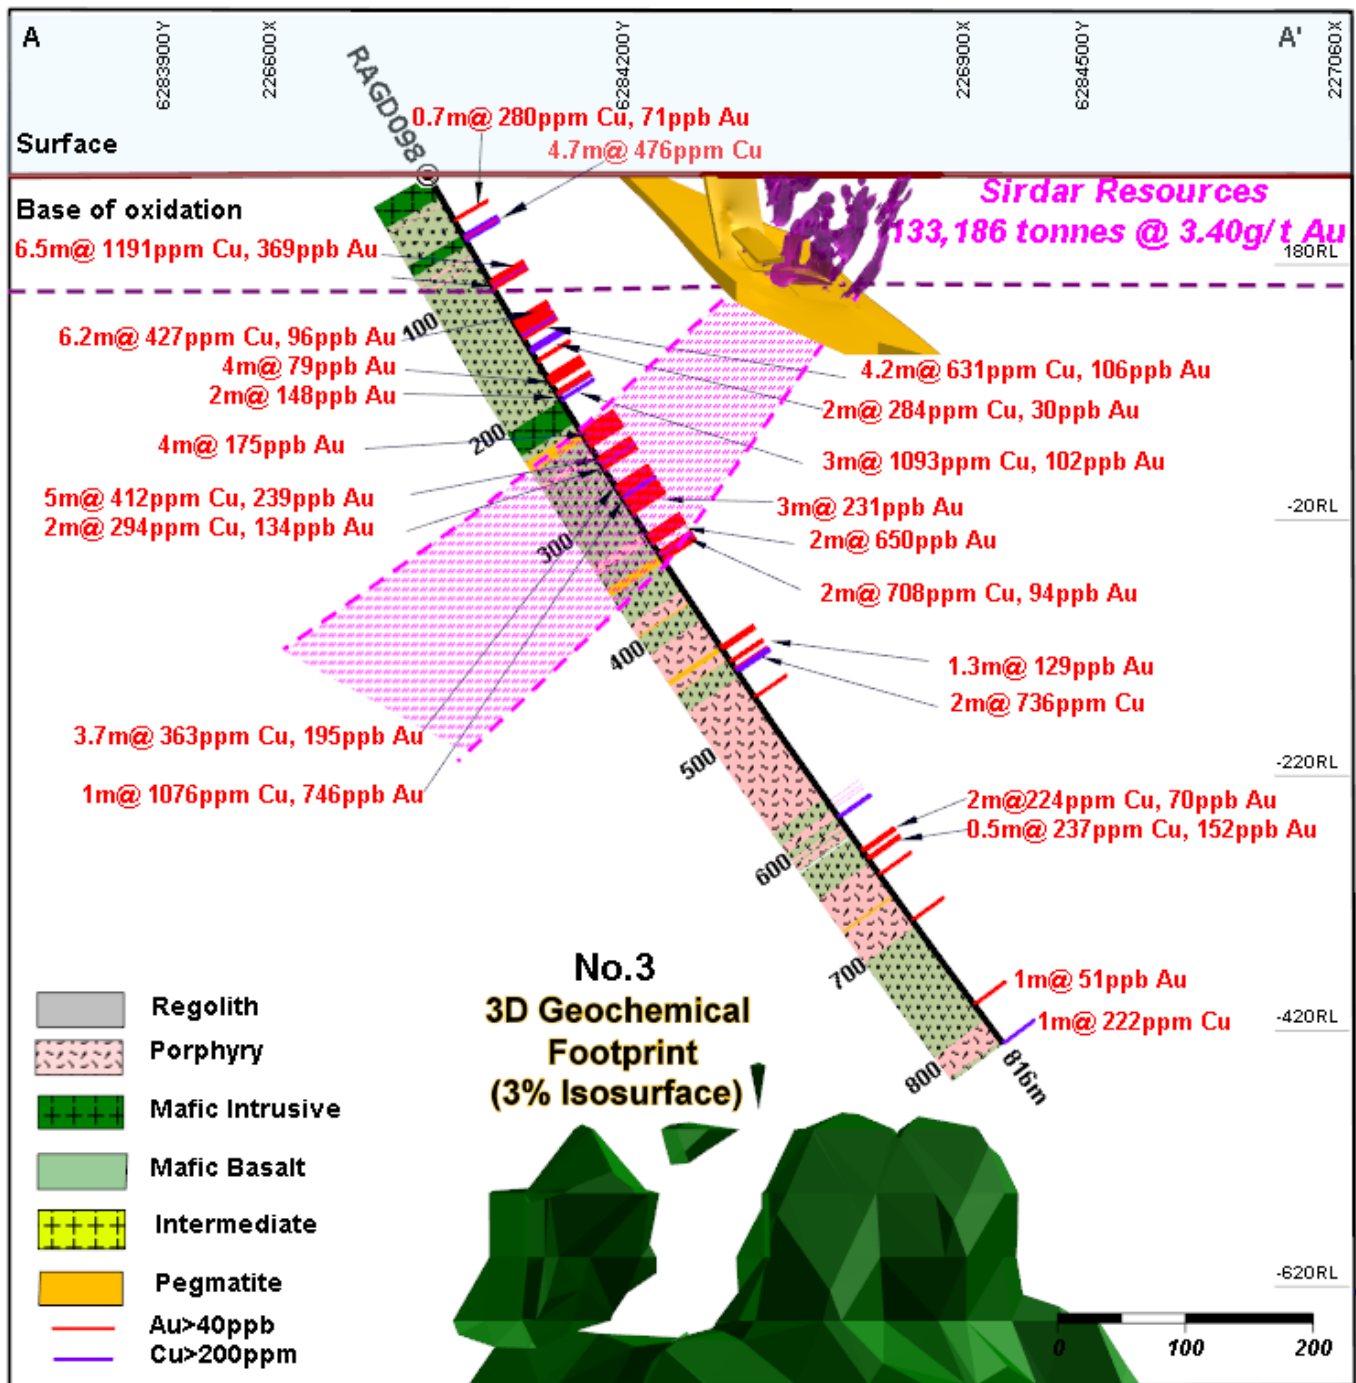 A
6283900Y
226600X
6284200Y
226900X
6284500Y
A'
227060X
RAGD098
0.7m@ 280ppm Cu, 71ppb Au
4.7m@ 476ppm Cu
Surface
Base of oxidation
Sirdar Resources
133,186 tonnes @ 3.40g/t Au
6.5m@ 1191ppm Cu, 369ppb Au
180RL
100
6.2m@ 427ppm Cu, 96ppb Au
4m@ 79ppb Au
2m@ 148ppb Au
4.2m@ 631ppm Cu, 106ppb Au
2m@ 284ppm Cu, 30ppb Au
200
4m@ 175ppb Au
3m@ 1093ppm Cu, 102ppb Au
5m@ 412ppm Cu, 239ppb Au
2m@ 294ppm Cu, 134ppb Au
3m@ 231ppb Au
-20RL
2m@ 650ppb Au
300
2m@ 708ppm Cu, 94ppb Au
400
1.3m@ 129ppb Au
2m@ 736ppm Cu
3.7m@ 363ppm Cu, 195ppb Au
500
-220RL
1m@ 1076ppm Cu, 746ppb Au
2m@224ppm Cu, 70ppb Au
0.5m@ 237ppm Cu, 152ppb Au
600
700
1m@ 51ppb Au
1m@ 222ppm Cu
-420RL
800
816m
No.3
3D Geochemical
Footprint
(3% Isosurface)
Regolith
Porphyry
Mafic Intrusive
Mafic Basalt
Intermediate
Pegmatite
Au>40ppb
Cu>200ppm
-620RL
0 100 200